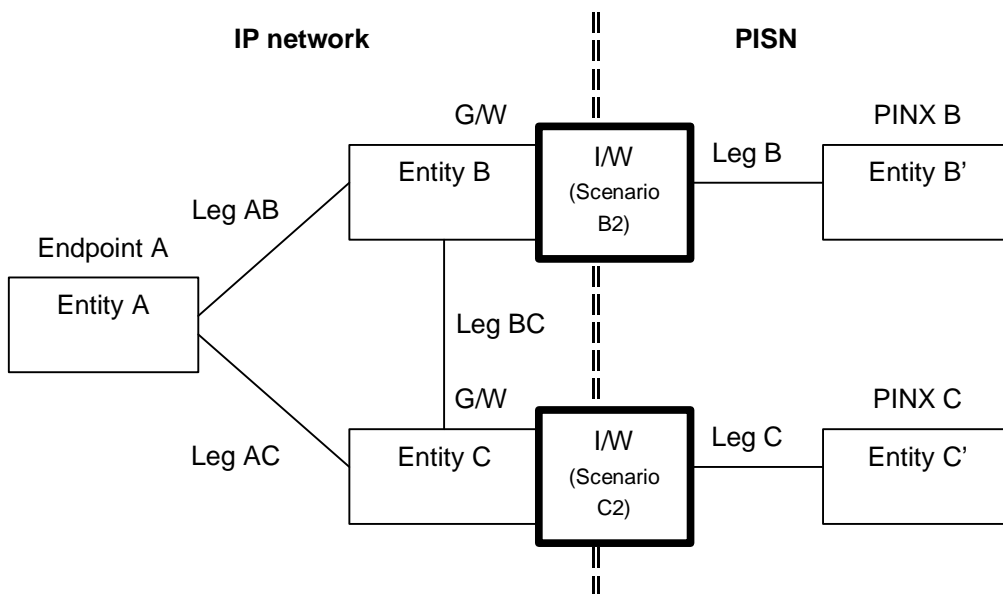 IP network
PISN
G/W
PINX B
Entity B
I/W
(Scenario
B2)
Leg B
Entity B’
Leg AB
Endpoint A
Entity A
Leg BC
G/W
PINX C
Leg AC
Entity C
I/W
(Scenario
C2)
Leg C
Entity C’